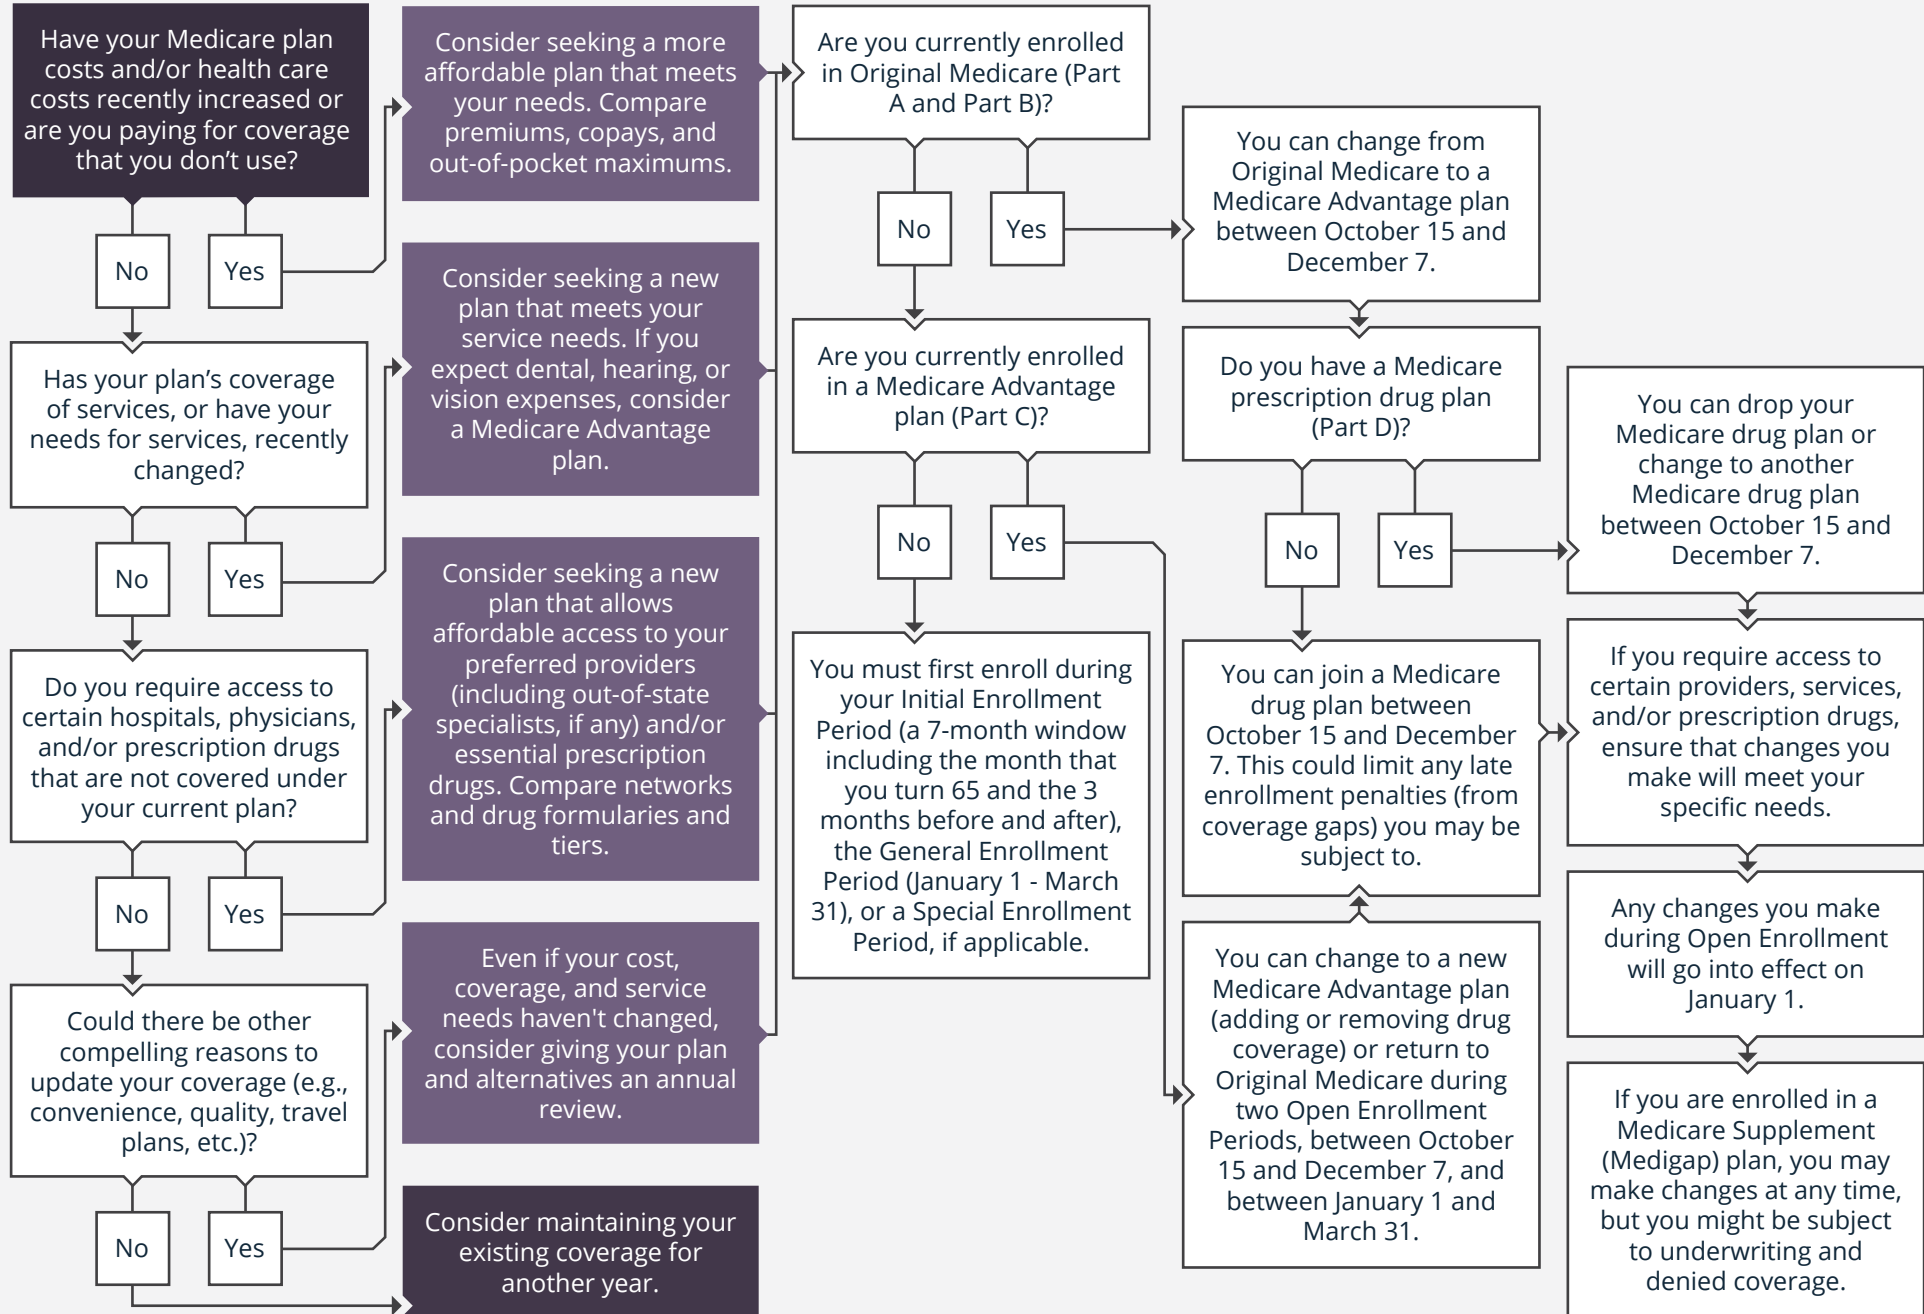 Have your Medicare plan
costs and/or health care
costs recently increased or
are you paying for coverage
that you don’t use?
No
Yes
Has your plan’s coverage
of services, or have your
needs for services, recently
changed?
No
Yes
Do you require access to
certain hospitals, physicians,
and/or prescription drugs
that are not covered under
your current plan?
No
Yes
Could there be other
compelling reasons to
update your coverage (e.g.,
convenience, quality, travel
plans, etc.)?
No
Yes
Consider seeking a more
affordable plan that meets
your needs. Compare
premiums, copays, and
out-of-pocket maximums.
Consider seeking a new
plan that meets your
service needs. If you
expect dental, hearing, or
vision expenses, consider
a Medicare Advantage
plan.
Consider seeking a new
plan that allows
affordable access to your
preferred providers
(including out-of-state
specialists, if any) and/or
essential prescription
drugs. Compare networks
and drug formularies and
tiers.
Even if your cost,
coverage, and service
needs haven't changed,
consider giving your plan
and alternatives an annual
review.
Consider maintaining your
existing coverage for
another year.
Are you currently enrolled
in Original Medicare (Part
A and Part B)?
No
Yes
Are you currently enrolled
in a Medicare Advantage
plan (Part C)?
No
Yes
You must first enroll during
your Initial Enrollment
Period (a 7-month window
including the month that
you turn 65 and the 3
months before and after),
the General Enrollment
Period (January 1 - March
31), or a Special Enrollment
Period, if applicable.
You can change from
Original Medicare to a
Medicare Advantage plan
between October 15 and
December 7.
Do you have a Medicare
prescription drug plan
(Part D)?
No
Yes
You can join a Medicare
drug plan between
October 15 and December
7. This could limit any late
enrollment penalties (from
coverage gaps) you may be
subject to.
You can change to a new
Medicare Advantage plan
(adding or removing drug
coverage) or return to
Original Medicare during
two Open Enrollment
Periods, between October
15 and December 7, and
between January 1 and
March 31.
You can drop your
Medicare drug plan or
change to another
Medicare drug plan
between October 15 and
December 7.
If you require access to
certain providers, services,
and/or prescription drugs,
ensure that changes you
make will meet your
specific needs.
Any changes you make
during Open Enrollment
will go into effect on
January 1.
If you are enrolled in a
Medicare Supplement
(Medigap) plan, you may
make changes at any time,
but you might be subject
to underwriting and
denied coverage.